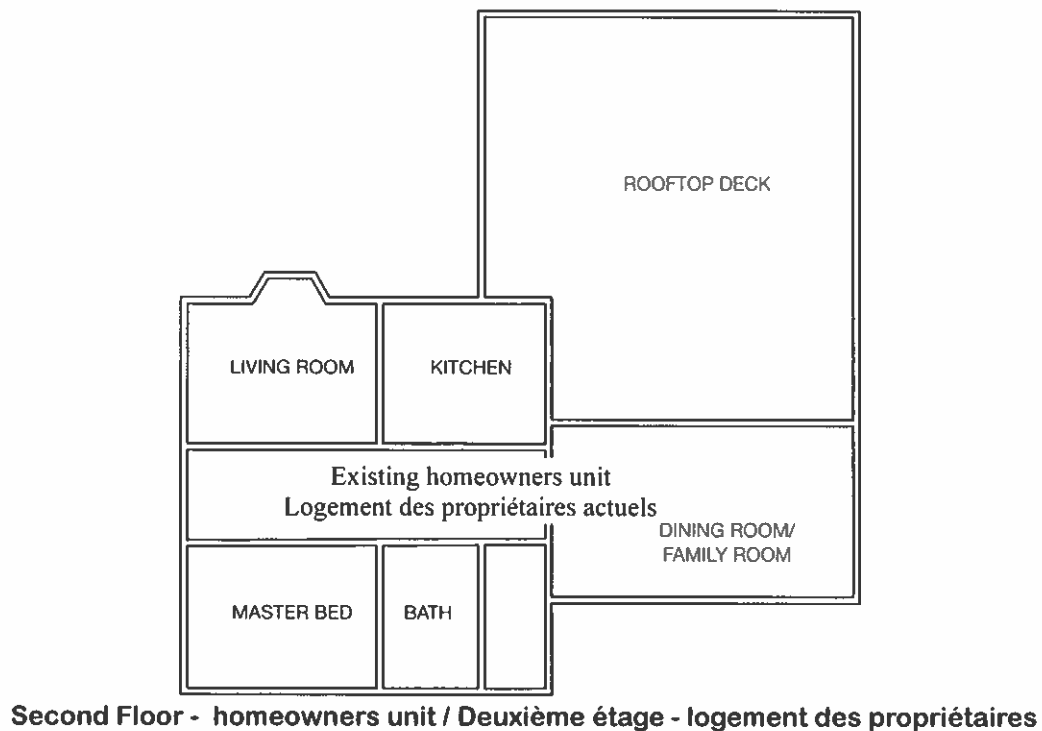 ROOFTOP DECK
LIVING ROOM
KITCHEN
Existing homeowners unit
Logement des propriétaires actuels
DINING ROOM/
FAMILY ROOM
MASTER BED
BATH
Second Floor - homeowners unit / Deuxième étage - logement des propriétaires